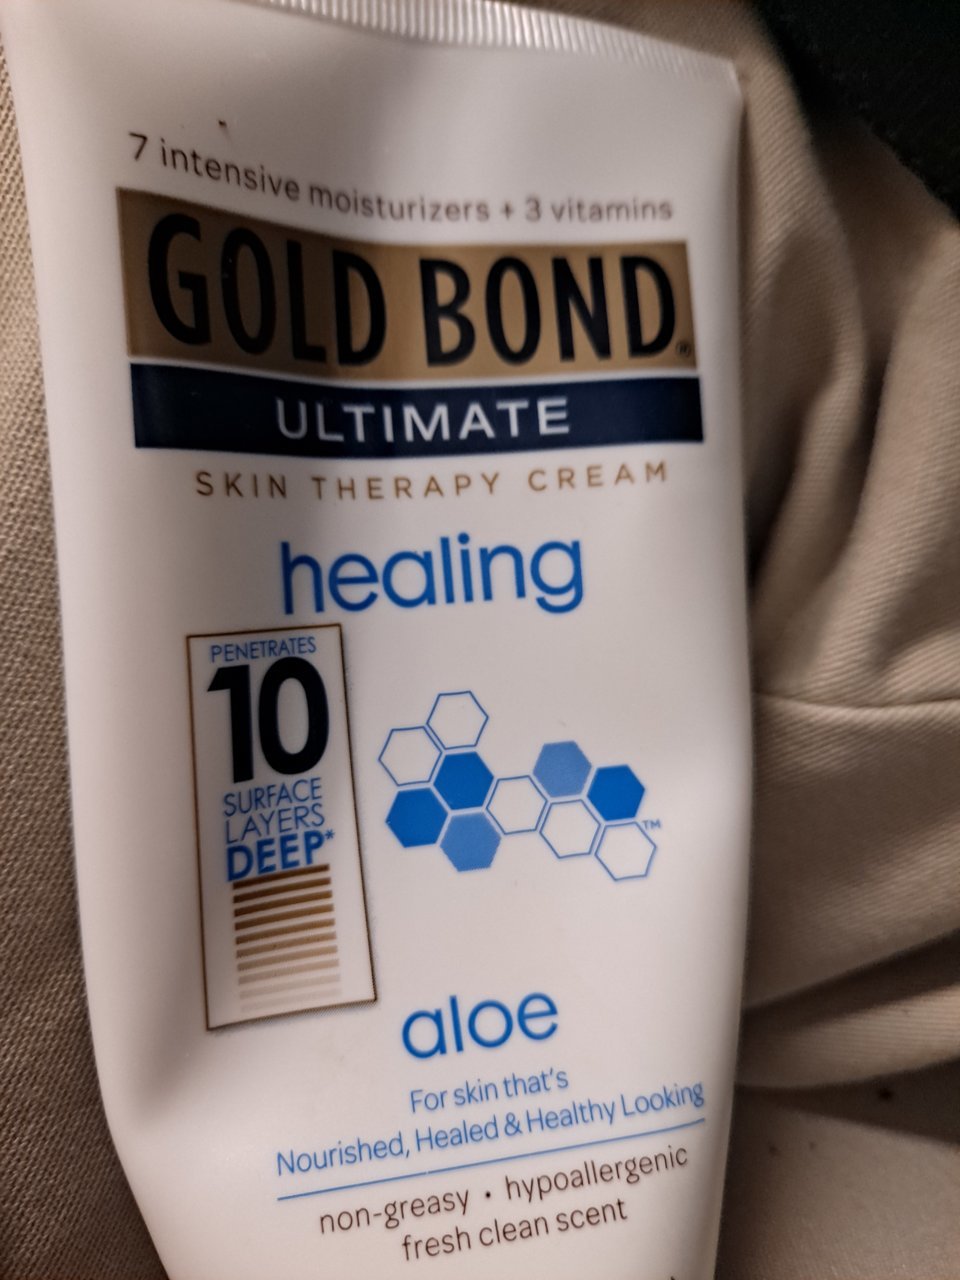 7 intensive moisturizers + 3 vitamins
GOLD BOND®
ULTIMATE
SKIN THERAPY CREAM
healing
PENETRATES
10
SURFACE
LAYERS
DEEP*
™
aloe
For skin that's
Nourished, Healed & Healthy Looking
non-greasy • hypoallergenic
fresh clean scent